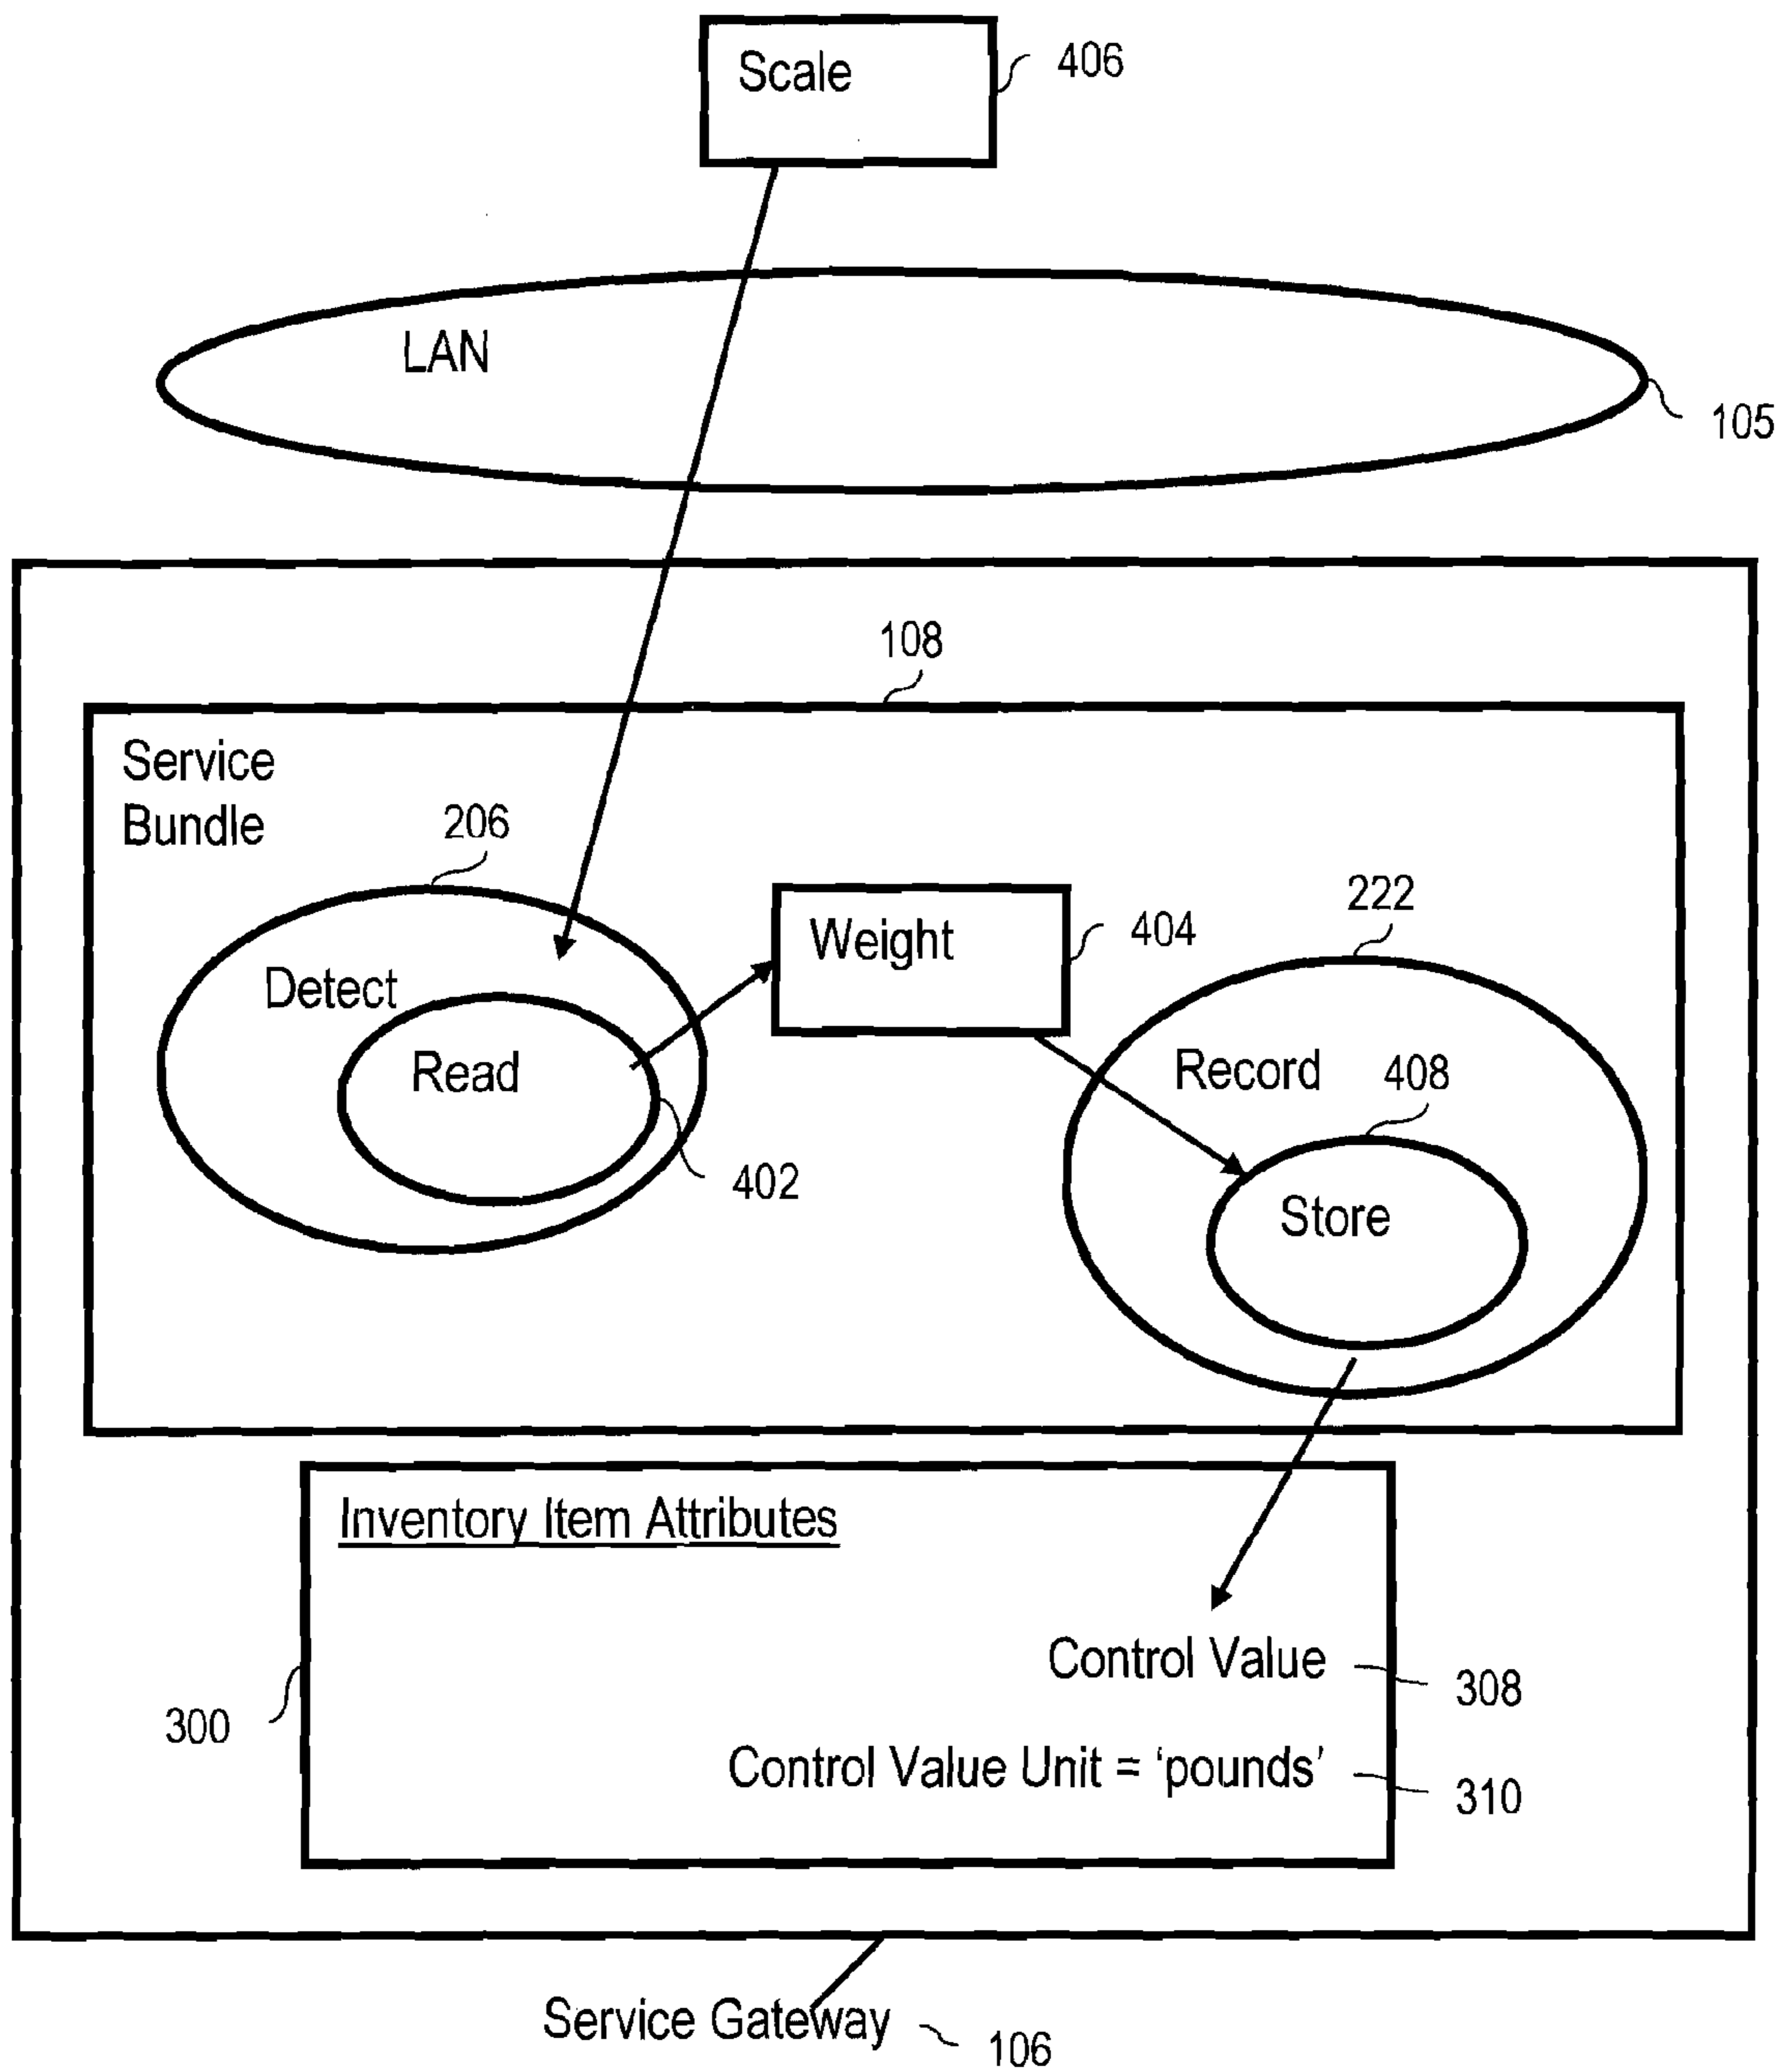 Scale
406
LAN
105
108
Service
Bundle
206
222
Weight
404
Detect
Record
408
Read
402
Store
Inventory Item Attributes
Control Value
308
300
Control Value Unit = ‘pounds’
310
Service Gateway
106